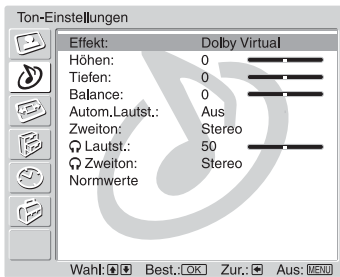 Ton-Einstellungen
Effekt: Dolby Virtual
Höhen: 0
Tiefen: 0
Balance: 0
Autom.Lautst.: Aus
Zweiton: Stereo
Lautst.: 50
Zweiton: Stereo
Normwerte
Wahl: Best.: OK Zur.: Aus: MENU